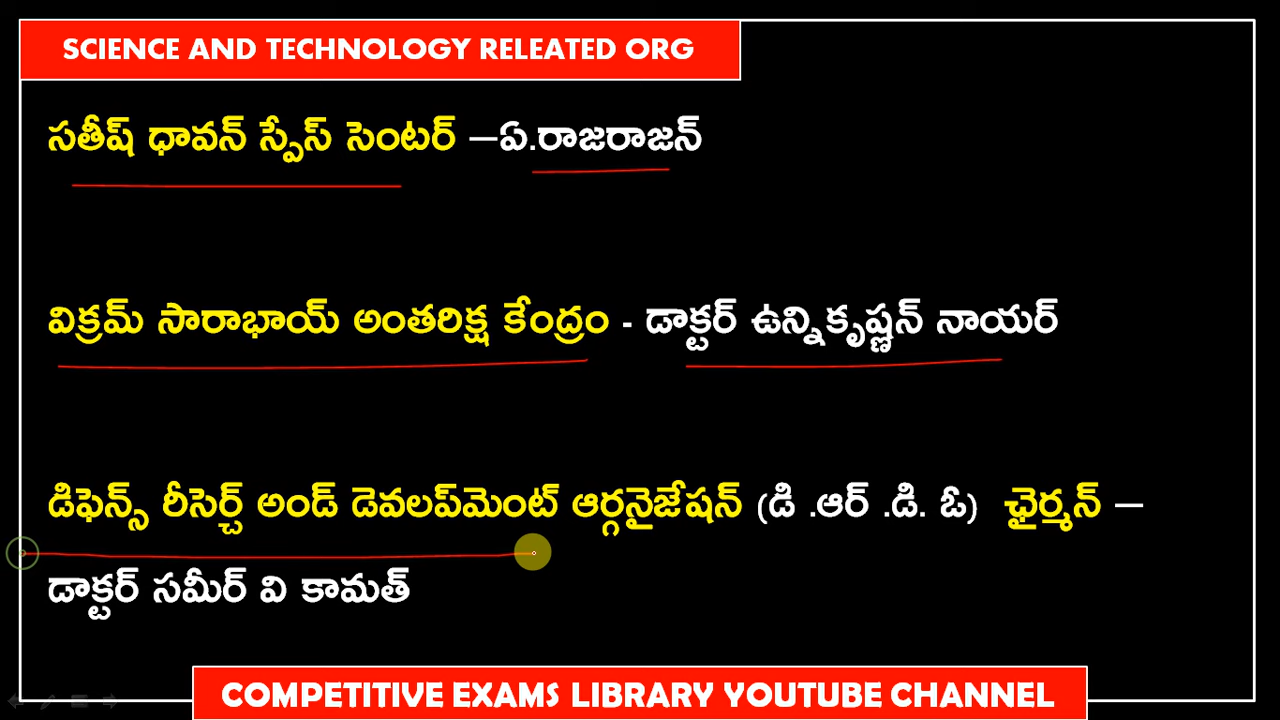 SCIENCE AND TECHNOLOGY RELEATED ORG
సతీష్ ధావన్ స్పేస్ సెంటర్ –ఏ.రాజరాజన్
విక్రమ్ సారాభాయ్ అంతరిక్ష కేంద్రం - డాక్టర్ ఉన్నికృష్ణన్ నాయర్
డిఫెన్స్ రీసెర్చ్ అండ్ డెవలప్‌మెంట్ ఆర్గనైజేషన్ (డి .ఆర్ .డి. ఓ) ఛైర్మన్ –
డాక్టర్ సమీర్ వి కామత్
COMPETITIVE EXAMS LIBRARY YOUTUBE CHANNEL